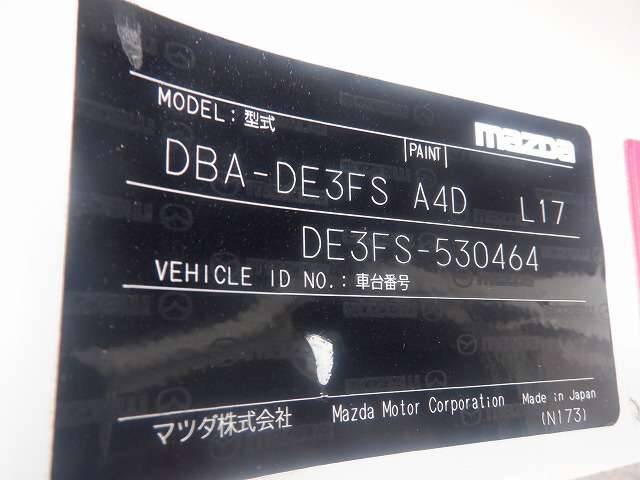 mazda
MODEL: 型式 PAINT
DBA-DE3FS A4D L17
DE3FS-530464
VEHICLE ID NO.: 車台番号
マツダ株式会社 Mazda Motor Corporation Made in Japan
(N173)